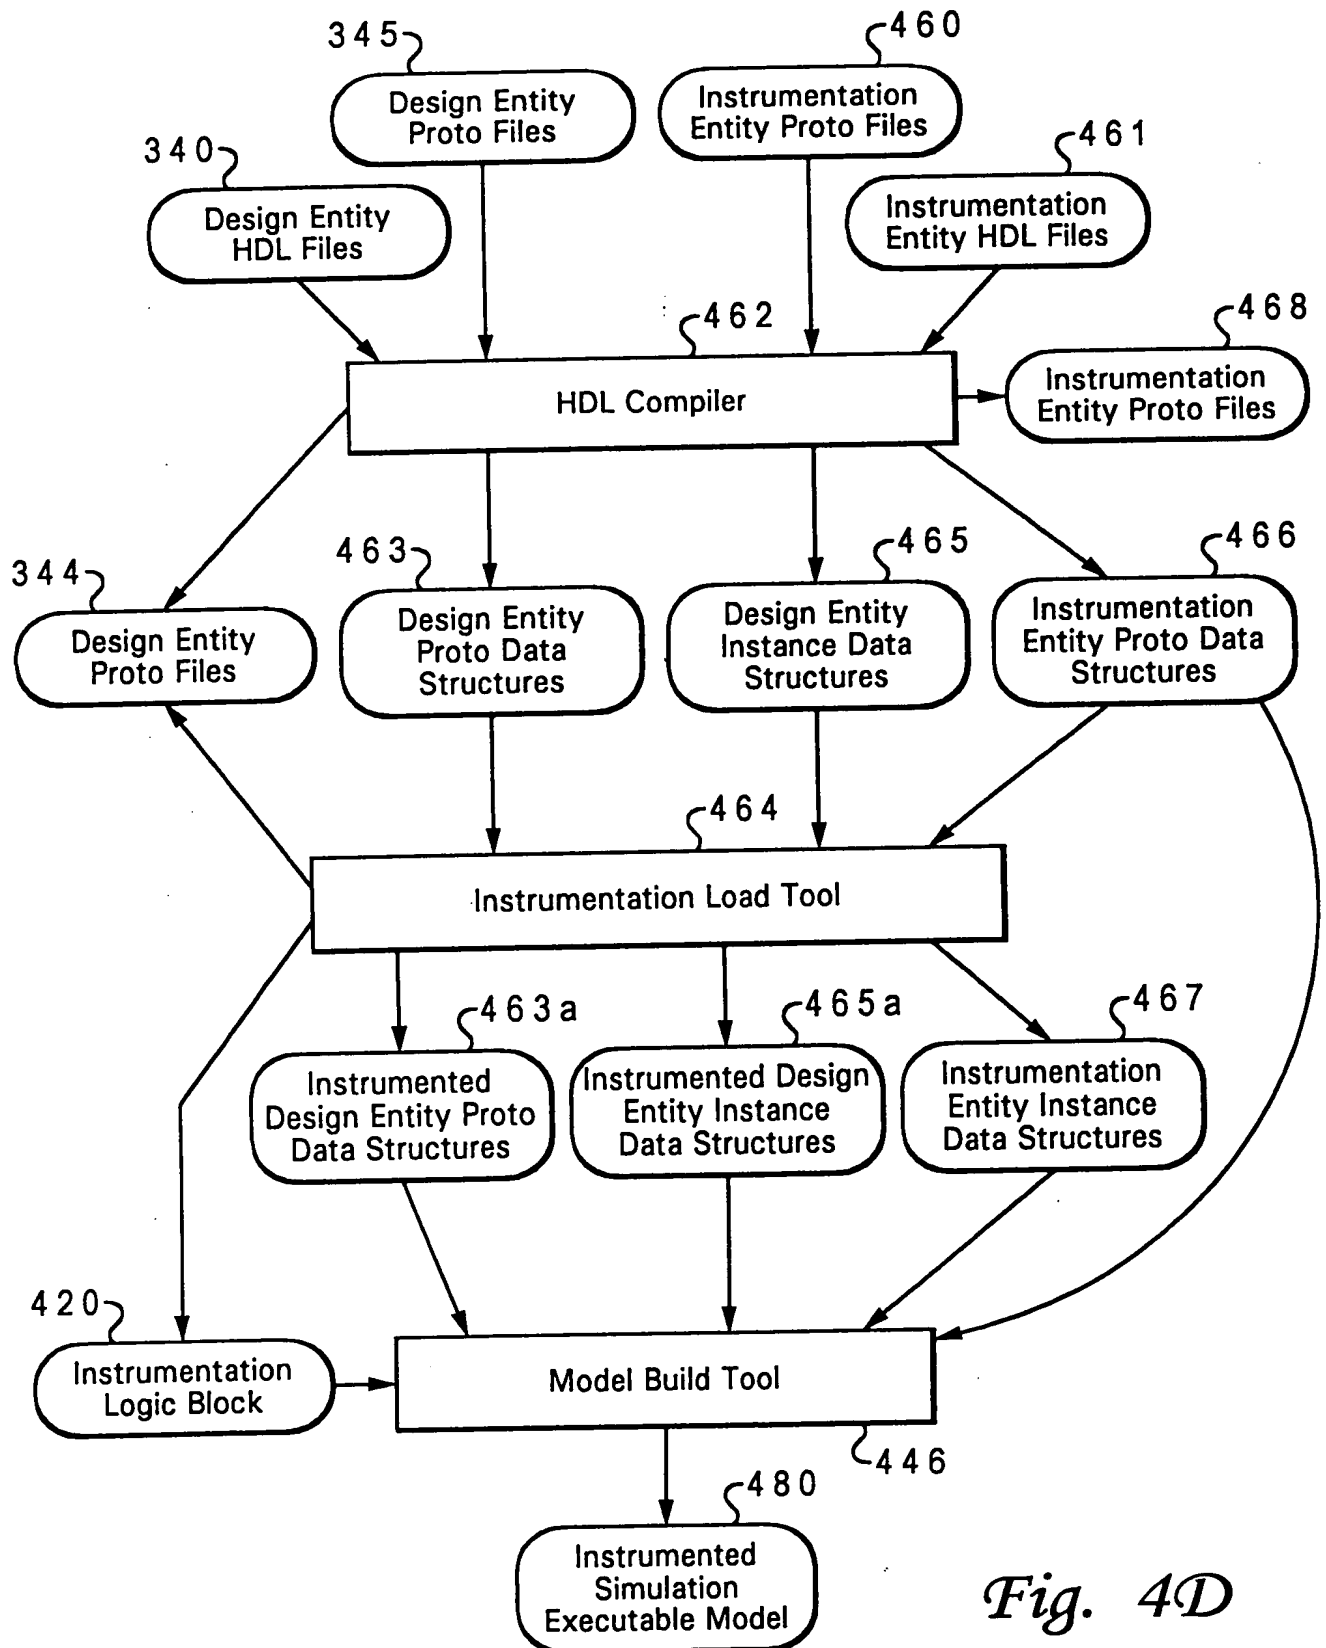 345
Design Entity
Proto Files
460
Instrumentation
Entity Proto Files
340
Design Entity
HDL Files
461
Instrumentation
Entity HDL Files
462
HDL Compiler
468
Instrumentation
Entity Proto Files
344
Design Entity
Proto Files
463
Design Entity
Proto Data
Structures
465
Design Entity
Instance Data
Structures
466
Instrumentation
Entity Proto Data
Structures
464
Instrumentation Load Tool
463a
Instrumented
Design Entity Proto
Data Structures
465a
Instrumented Design
Entity Instance
Data Structures
467
Instrumentation
Entity Instance
Data Structures
420
Instrumentation
Logic Block
Model Build Tool
446
480
Instrumented
Simulation
Executable Model
Fig. 4D